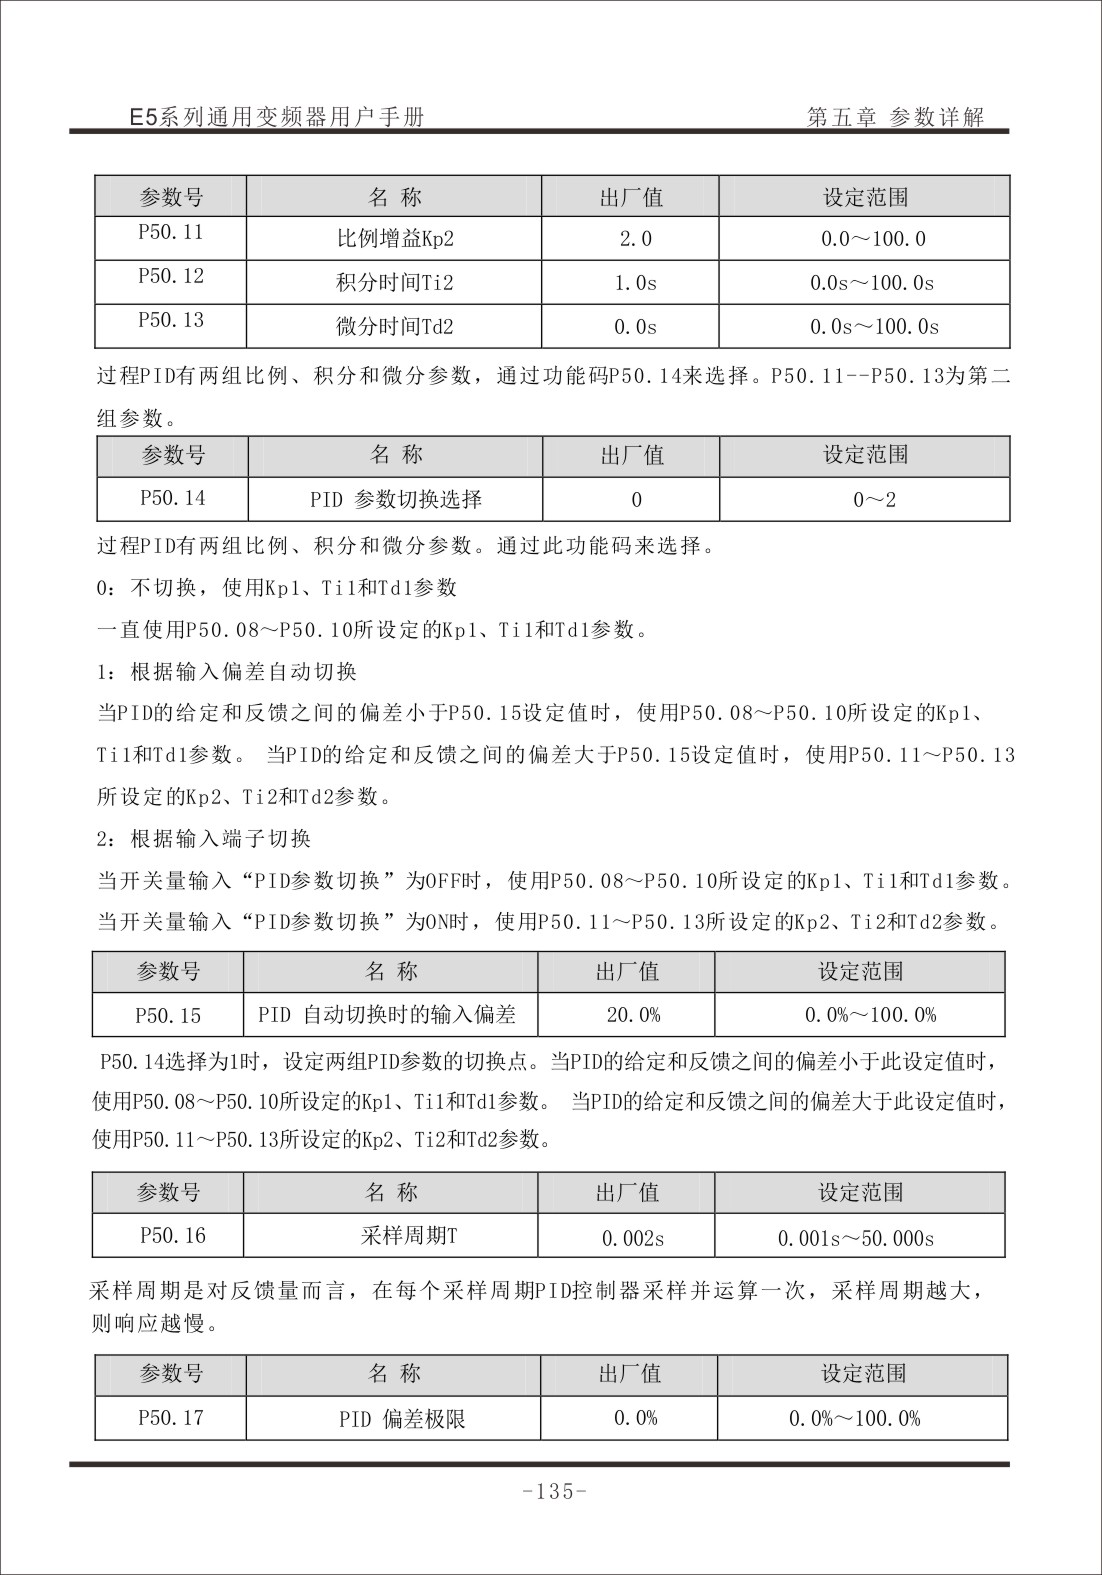 E5系列通用变频器用户手册 第五章 参数详解
参数号 名 称 出厂值 设定范围
P50.11 比例增益Kp2 2.0 0.0～100.0
P50.12 积分时间Ti2 1.0s 0.0s～100.0s
P50.13 微分时间Td2 0.0s 0.0s～100.0s
过程PID有两组比例、积分和微分参数，通过功能码P50.14来选择。P50.11--P50.13为第二
组参数。
参数号 名 称 出厂值 设定范围
P50.14 PID 参数切换选择 0 0～2
过程PID有两组比例、积分和微分参数。通过此功能码来选择。
0：不切换，使用Kp1、Ti1和Td1参数
一直使用P50.08～P50.10所设定的Kp1、Ti1和Td1参数。
1：根据输入偏差自动切换
当PID的给定和反馈之间的偏差小于P50.15设定值时，使用P50.08～P50.10所设定的Kp1、
Ti1和Td1参数。 当PID的给定和反馈之间的偏差大于P50.15设定值时，使用P50.11～P50.13
所设定的Kp2、Ti2和Td2参数。
2：根据输入端子切换
当开关量输入“PID参数切换”为OFF时，使用P50.08～P50.10所设定的Kp1、Ti1和Td1参数。
当开关量输入“PID参数切换”为ON时，使用P50.11～P50.13所设定的Kp2、Ti2和Td2参数。
参数号 名 称 出厂值 设定范围
P50.15 PID 自动切换时的输入偏差 20.0% 0.0%～100.0%
P50.14选择为1时，设定两组PID参数的切换点。当PID的给定和反馈之间的偏差小于此设定值时，
使用P50.08～P50.10所设定的Kp1、Ti1和Td1参数。 当PID的给定和反馈之间的偏差大于此设定值时，
使用P50.11～P50.13所设定的Kp2、Ti2和Td2参数。
参数号 名 称 出厂值 设定范围
P50.16 采样周期T 0.002s 0.001s～50.000s
采样周期是对反馈量而言，在每个采样周期PID控制器采样并运算一次，采样周期越大，
则响应越慢。
参数号 名 称 出厂值 设定范围
P50.17 PID 偏差极限 0.0% 0.0%～100.0%
-135-